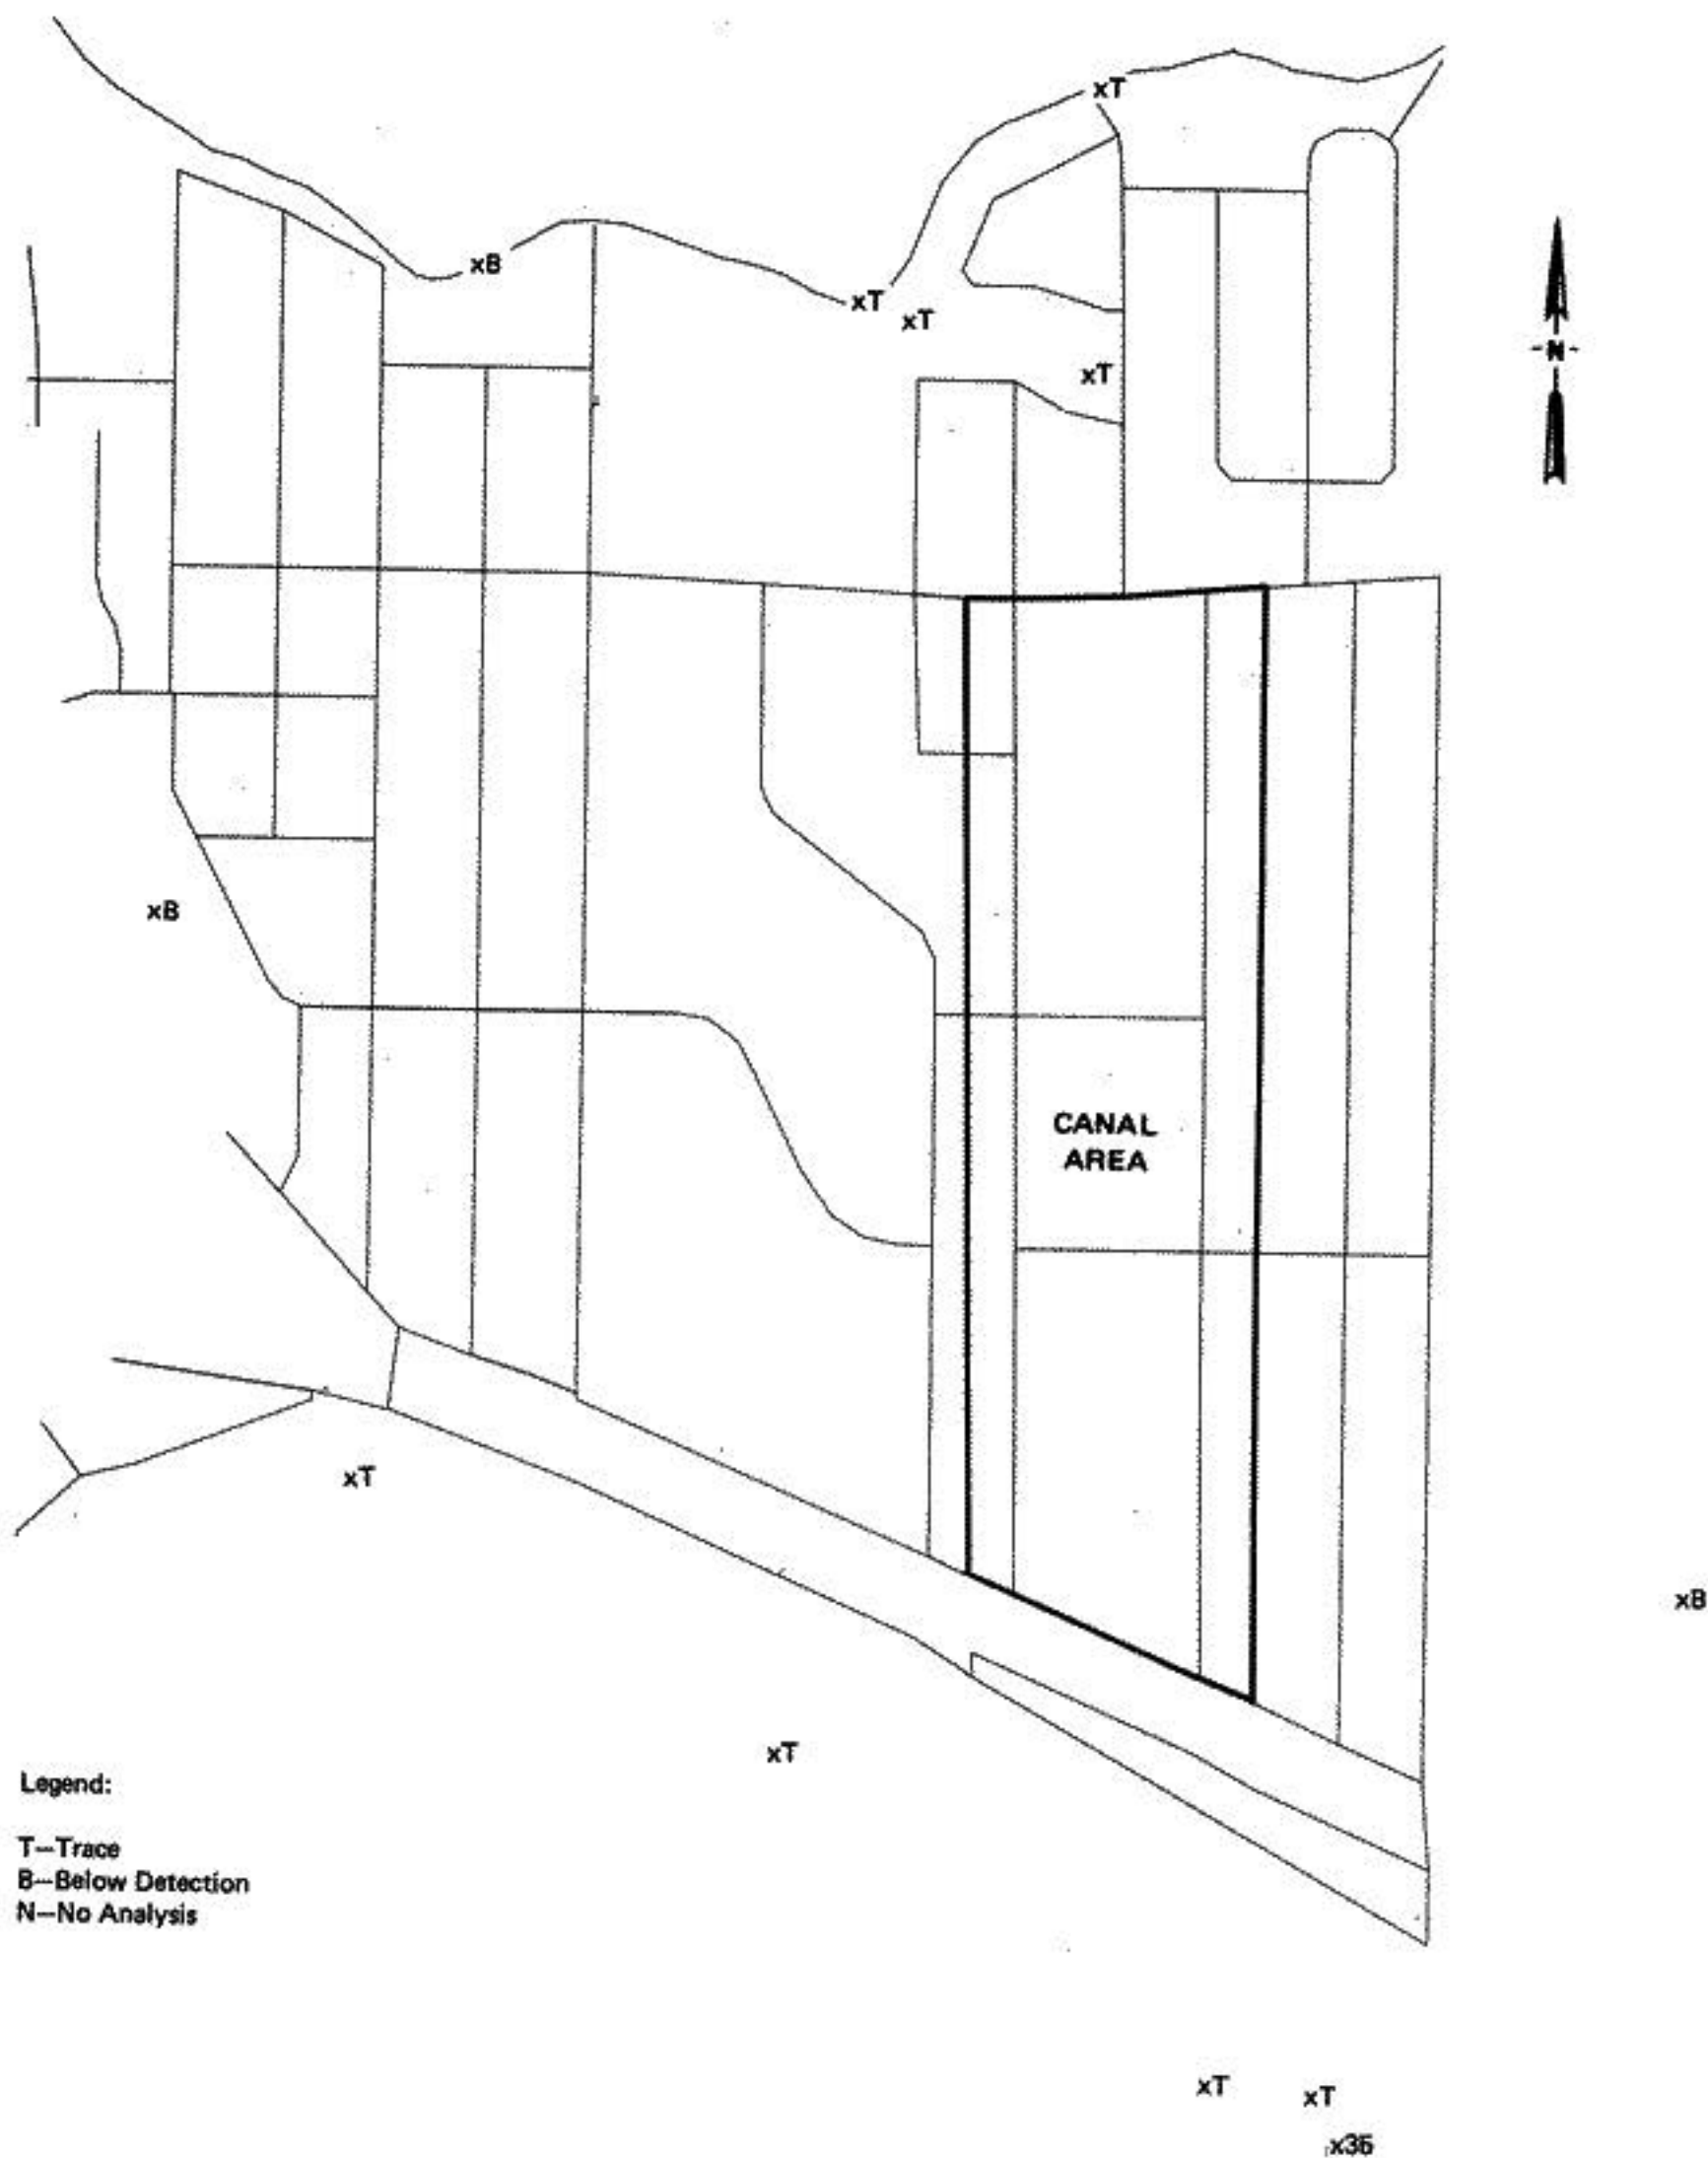 xT
xB
xT
xT
-N-
xT
xB
CANAL
AREA
xT
xB
xT
Legend:
T—Trace
B—Below Detection
N—No Analysis
xT
xT
x35